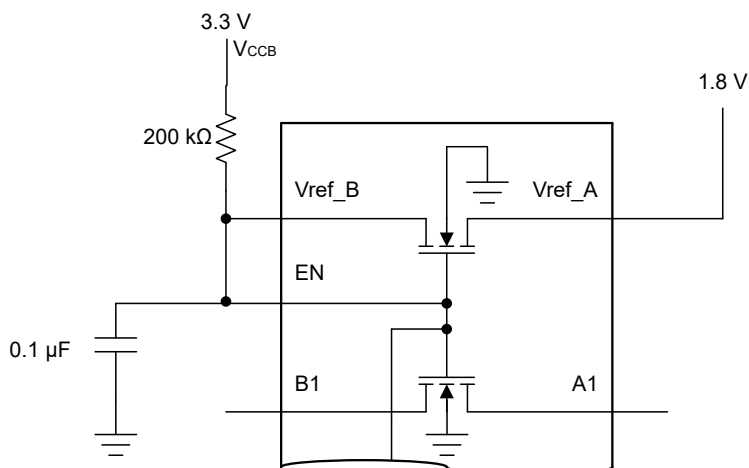 3.3 V
VCCB
1.8 V
200 kΩ
Vref_B
Vref_A
EN
0.1 µF
B1
A1